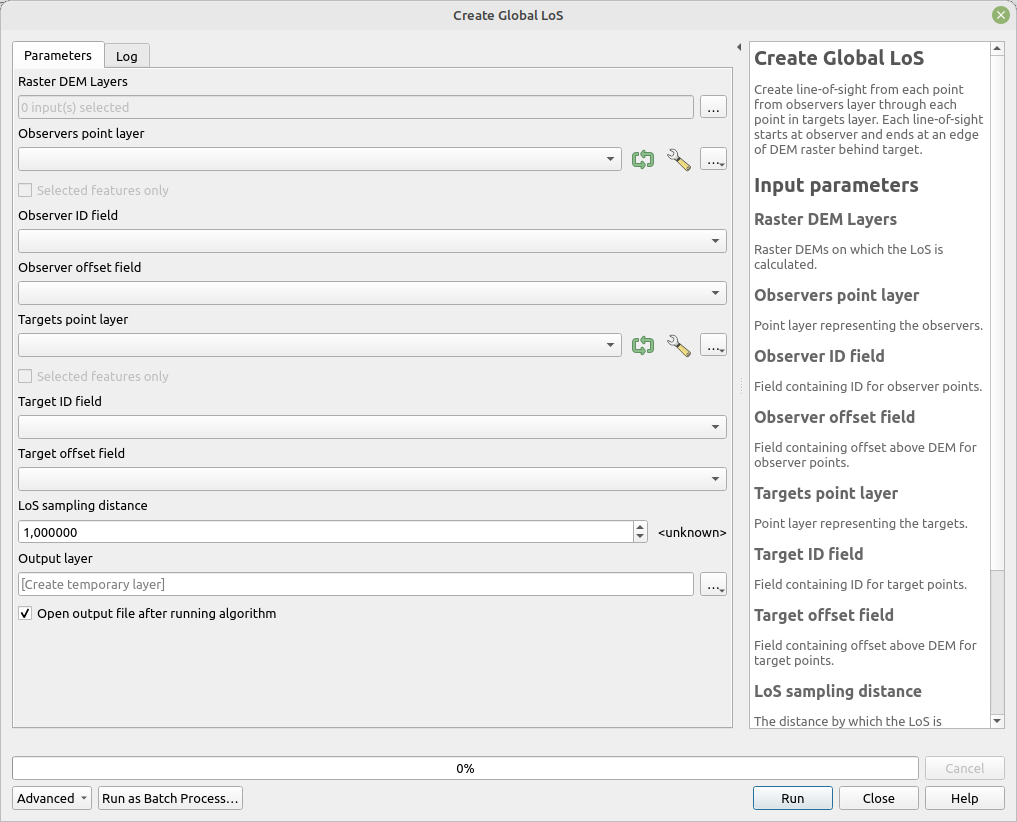 Create Global LoS
Parameters
Log
Raster DEM Layers
0 input(s) selected
...
Observers point layer
...
Selected features only
Observer ID field
Observer offset field
Targets point layer
...
Selected features only
Target ID field
Target offset field
LoS sampling distance
1,000000
<unknown>
Output layer
[Create temporary layer]
...
Open output file after running algorithm
Create Global LoS
Create line-of-sight from each point
from observers layer through each
point in targets layer. Each line-of-sight
starts at observer and ends at an edge
of DEM raster behind target.
Input parameters
Raster DEM Layers
Raster DEMs on which the LoS is
calculated.
Observers point layer
Point layer representing the observers.
Observer ID field
Field containing ID for observer points.
Observer offset field
Field containing offset above DEM for
observer points.
Targets point layer
Point layer representing the targets.
Target ID field
Field containing ID for target points.
Target offset field
Field containing offset above DEM for
target points.
LoS sampling distance
The distance by which the LoS is
0%
Cancel
Advanced
Run as Batch Process...
Run
Close
Help